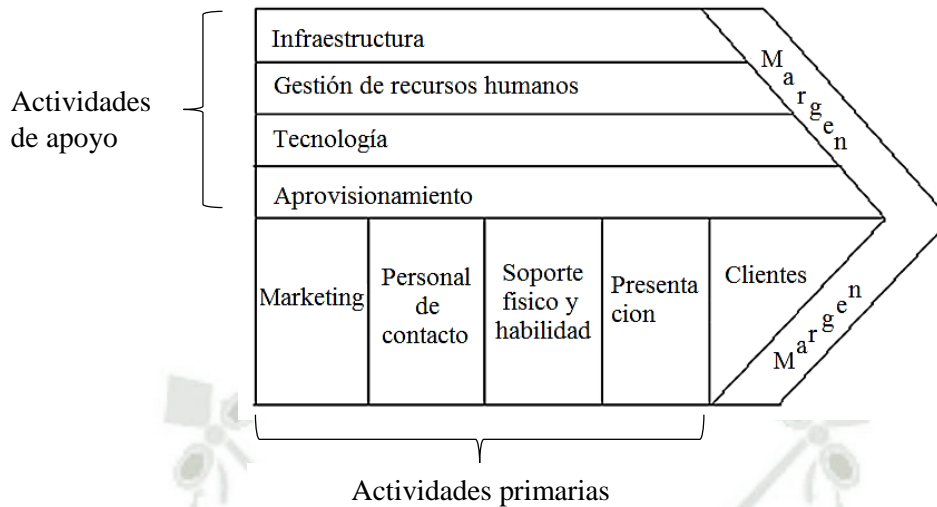 Actividades
de apoyo
Infraestructura
Gestión de recursos humanos
Tecnología
Aprovisionamiento
Margen
Marketing
Personal
de
contacto
Soporte
fisico y
habilidad
Presenta
cion
Clientes
Margen
Actividades primarias